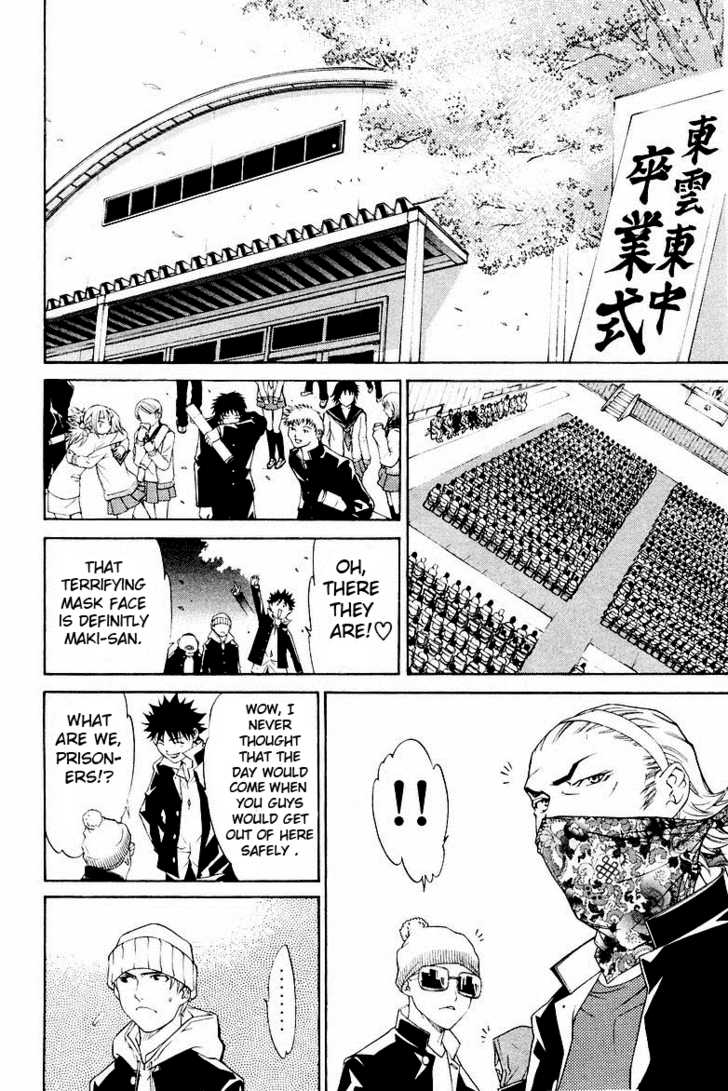 東雲東中
卒業式
OH,
THERE
THEY
ARE!♡
THAT
TERRIFYING
MASK FACE
IS DEFINITLY
MAKI-SAN.
!!
WOW, I
NEVER
THOUGHT
THAT THE
DAY WOULD
COME WHEN
YOU GUYS
WOULD GET
OUT OF HERE
SAFELY .
WHAT
ARE WE,
PRISON-
ERS!?
......